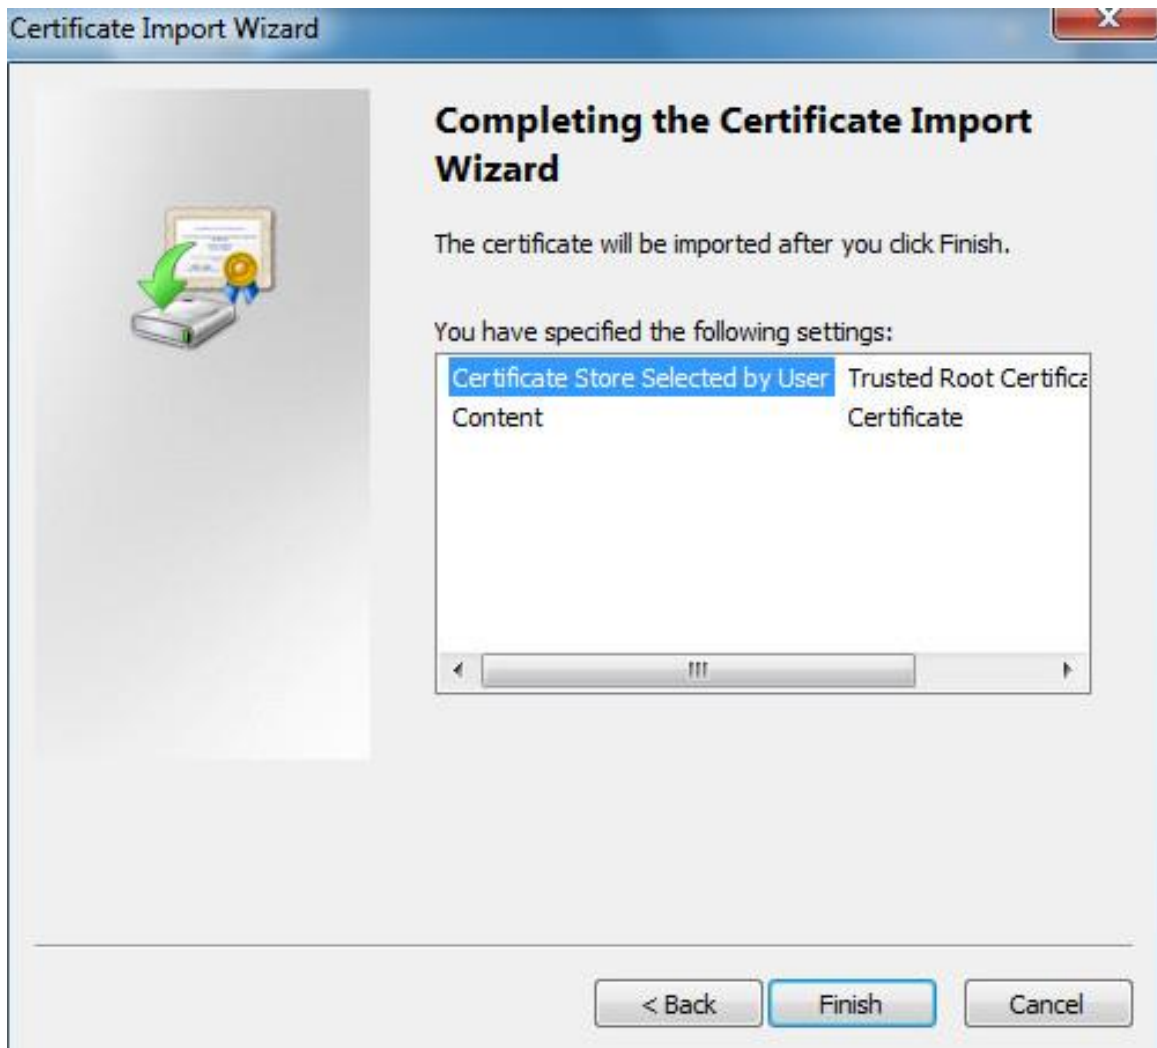 Certificate Import Wizard
X
Completing the Certificate Import
Wizard
The certificate will be imported after you click Finish.
You have specified the following settings:
Certificate Store Selected by User Trusted Root Certifica
Content Certificate
< Back Finish Cancel